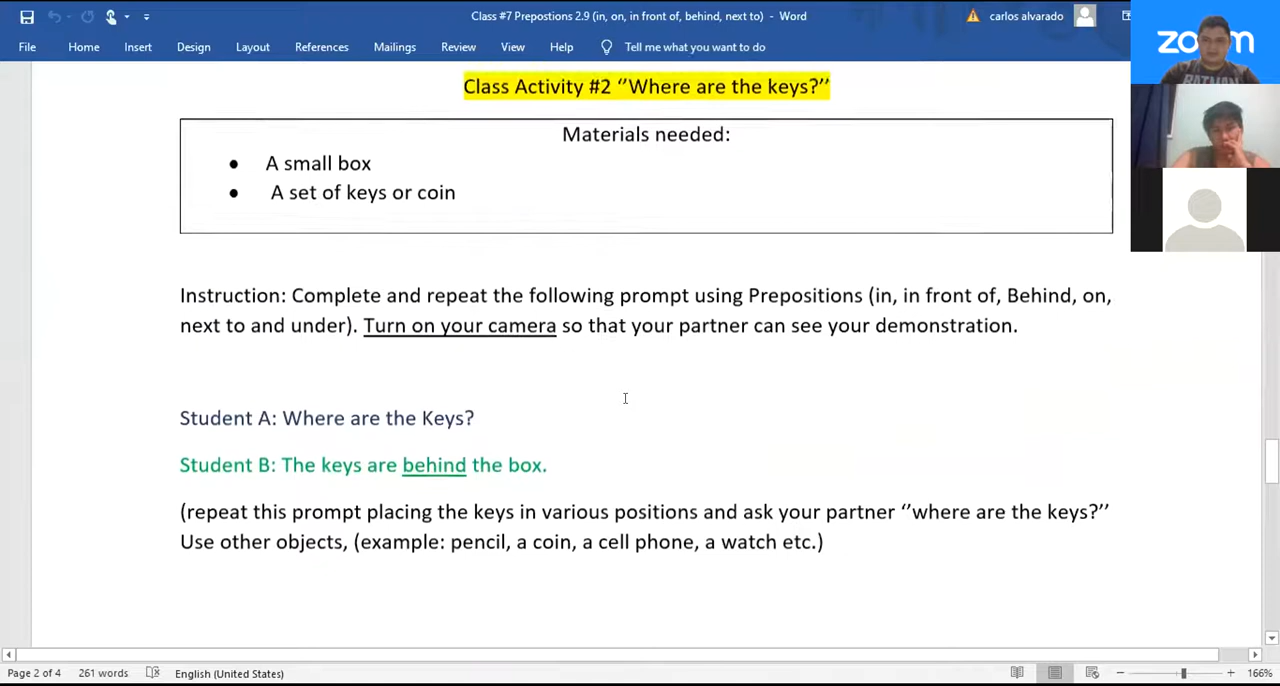 Class #7 Prepostions 2.9 (in, on, in front of, behind, next to) - Word
carlos alvarado
File Home Insert Design Layout References Mailings Review View Help Tell me what you want to do
zoom
BATMAN
Class Activity #2 ‘’Where are the keys?’’
Materials needed:
• A small box
• A set of keys or coin
Instruction: Complete and repeat the following prompt using Prepositions (in, in front of, Behind, on,
next to and under). Turn on your camera so that your partner can see your demonstration.
Student A: Where are the Keys?
Student B: The keys are behind the box.
(repeat this prompt placing the keys in various positions and ask your partner ‘’where are the keys?’’
Use other objects, (example: pencil, a coin, a cell phone, a watch etc.)
Page 2 of 4 261 words English (United States) 166%